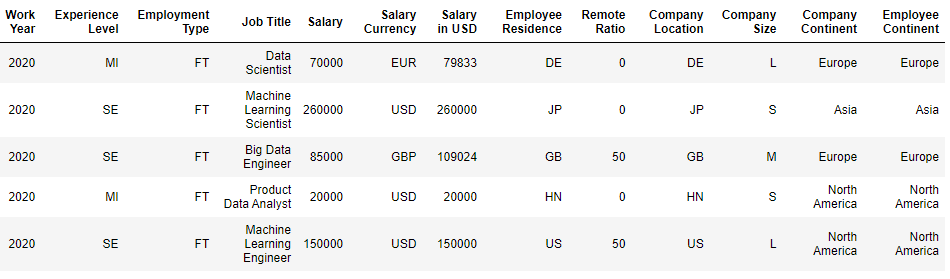 Work Year Experience Level Employment Type Job Title Salary Salary Currency Salary in USD Employee Residence Remote Ratio Company Location Company Size Company Continent Employee Continent
2020 MI FT Data Scientist 70000 EUR 79833 DE 0 DE L Europe Europe
2020 SE FT Machine Learning Scientist 260000 USD 260000 JP 0 JP S Asia Asia
2020 SE FT Big Data Engineer 85000 GBP 109024 GB 50 GB M Europe Europe
2020 MI FT Product Data Analyst 20000 USD 20000 HN 0 HN S North America North America
2020 SE FT Machine Learning Engineer 150000 USD 150000 US 50 US L North America North America